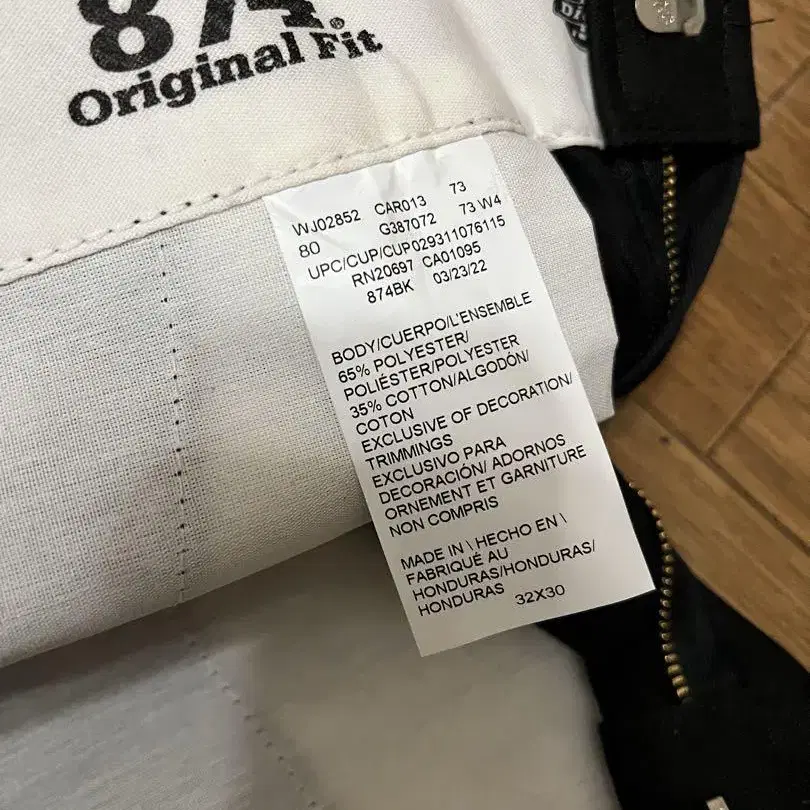 874®
Original Fit
WJ02852 CAR013 73
80 G387072 73 W4
UPC/CUP/CUP029311076115
RN20697 CA01095
874BK 03/23/22
BODY/CUERPO/L'ENSEMBLE
65% POLYESTER/
POLIÉSTER/POLYESTER
35% COTTON/ALGODÓN/
COTON
EXCLUSIVE OF DECORATION/
TRIMMINGS
EXCLUSIVO PARA
DECORACIÓN/ ADORNOS
ORNEMENT ET GARNITURE
NON COMPRIS
MADE IN \ HECHO EN \
FABRIQUÉ AU
HONDURAS/HONDURAS/
HONDURAS 32X30